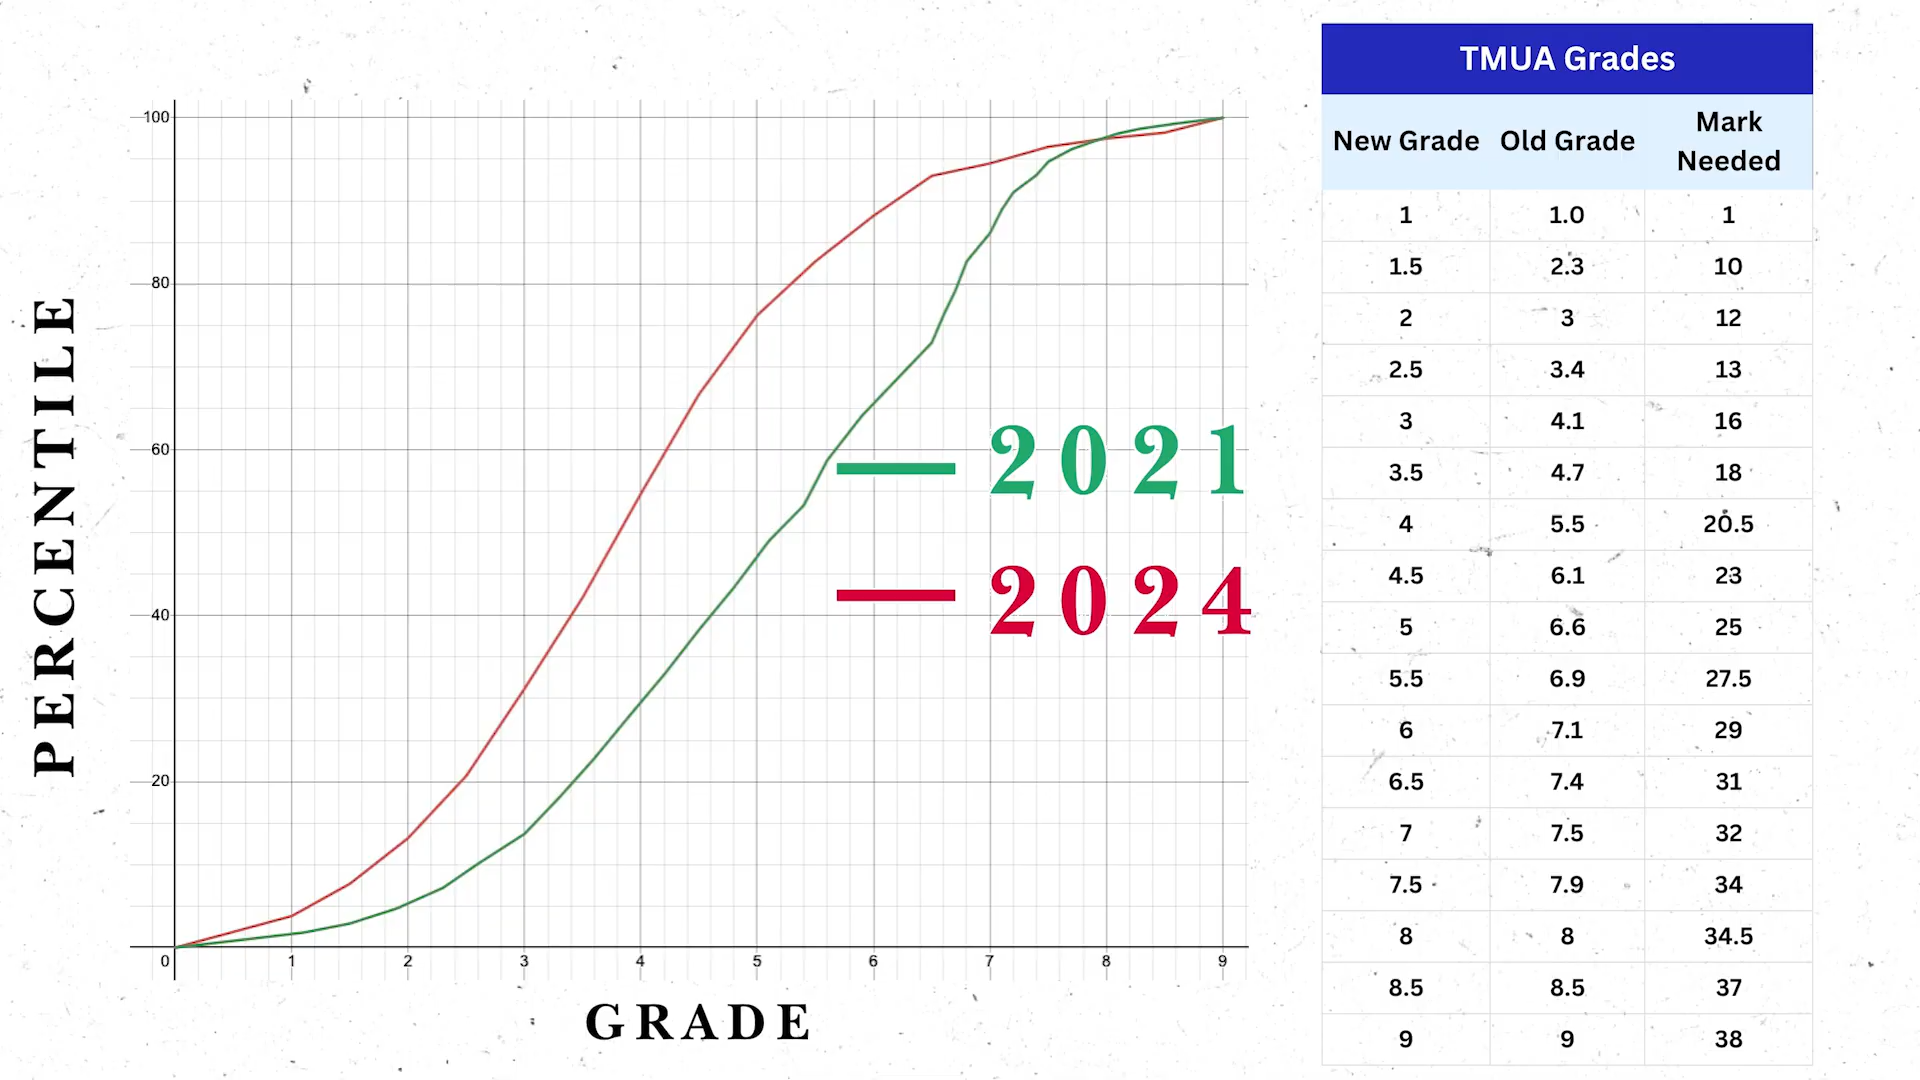 PERCENTILE
100
80
60
40
20
0 1 2 3 4 5 6 7 8 9
GRADE
2021
2024
TMUA Grades
New Grade Old Grade Mark Needed
1 1.0 1
1.5 2.3 10
2 3 12
2.5 3.4 13
3 4.1 16
3.5 4.7 18
4 5.5 20.5
4.5 6.1 23
5 6.6 25
5.5 6.9 27.5
6 7.1 29
6.5 7.4 31
7 7.5 32
7.5 7.9 34
8 8 34.5
8.5 8.5 37
9 9 38